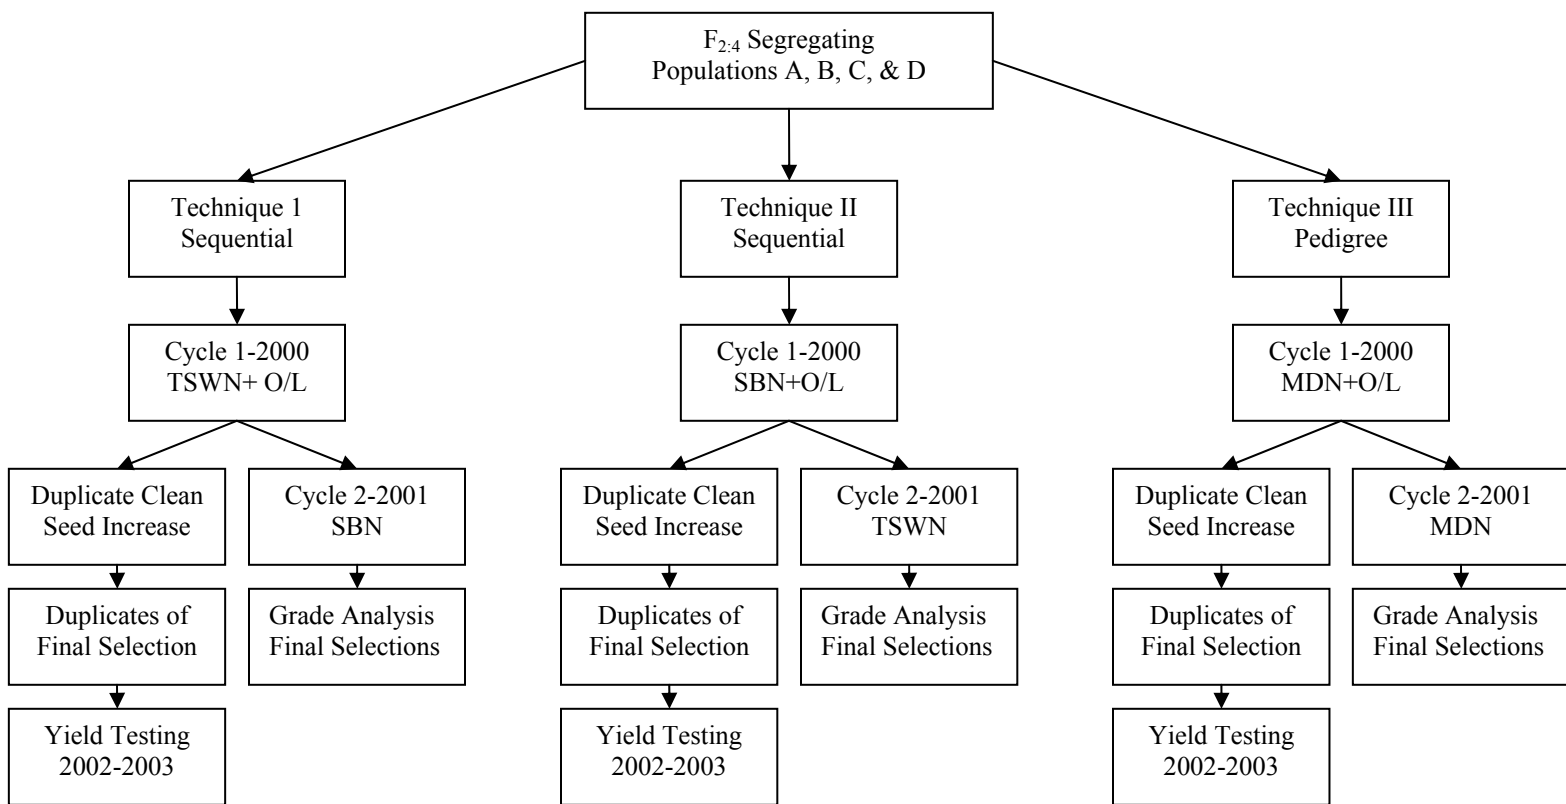 F2:4 Segregating
Populations A, B, C, & D
Technique 1
Sequential
Technique II
Sequential
Technique III
Pedigree
Cycle 1-2000
TSWN+ O/L
Cycle 1-2000
SBN+O/L
Cycle 1-2000
MDN+O/L
Duplicate Clean
Seed Increase
Cycle 2-2001
SBN
Duplicate Clean
Seed Increase
Cycle 2-2001
TSWN
Duplicate Clean
Seed Increase
Cycle 2-2001
MDN
Duplicates of
Final Selection
Grade Analysis
Final Selections
Duplicates of
Final Selection
Grade Analysis
Final Selections
Duplicates of
Final Selection
Grade Analysis
Final Selections
Yield Testing
2002-2003
Yield Testing
2002-2003
Yield Testing
2002-2003